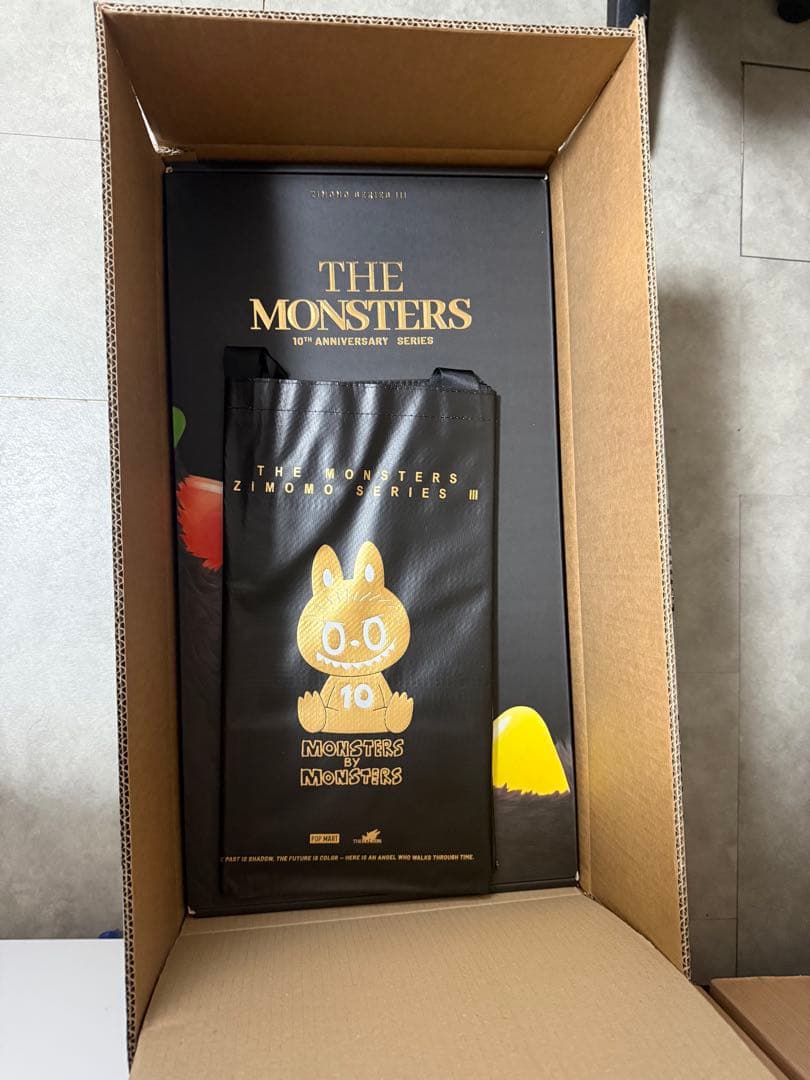 ZIMOMO SERIES III
THE
MONSTERS
10TH ANNIVERSARY SERIES
THE MONSTERS
ZIMOMO SERIES III
10
MONSTERS
BY
MONSTERS
POP MART
PAST IS SHADOW, THE FUTURE IS COLOR – HERE IS AN ANGEL WHO WALKS THROUGH TIME.